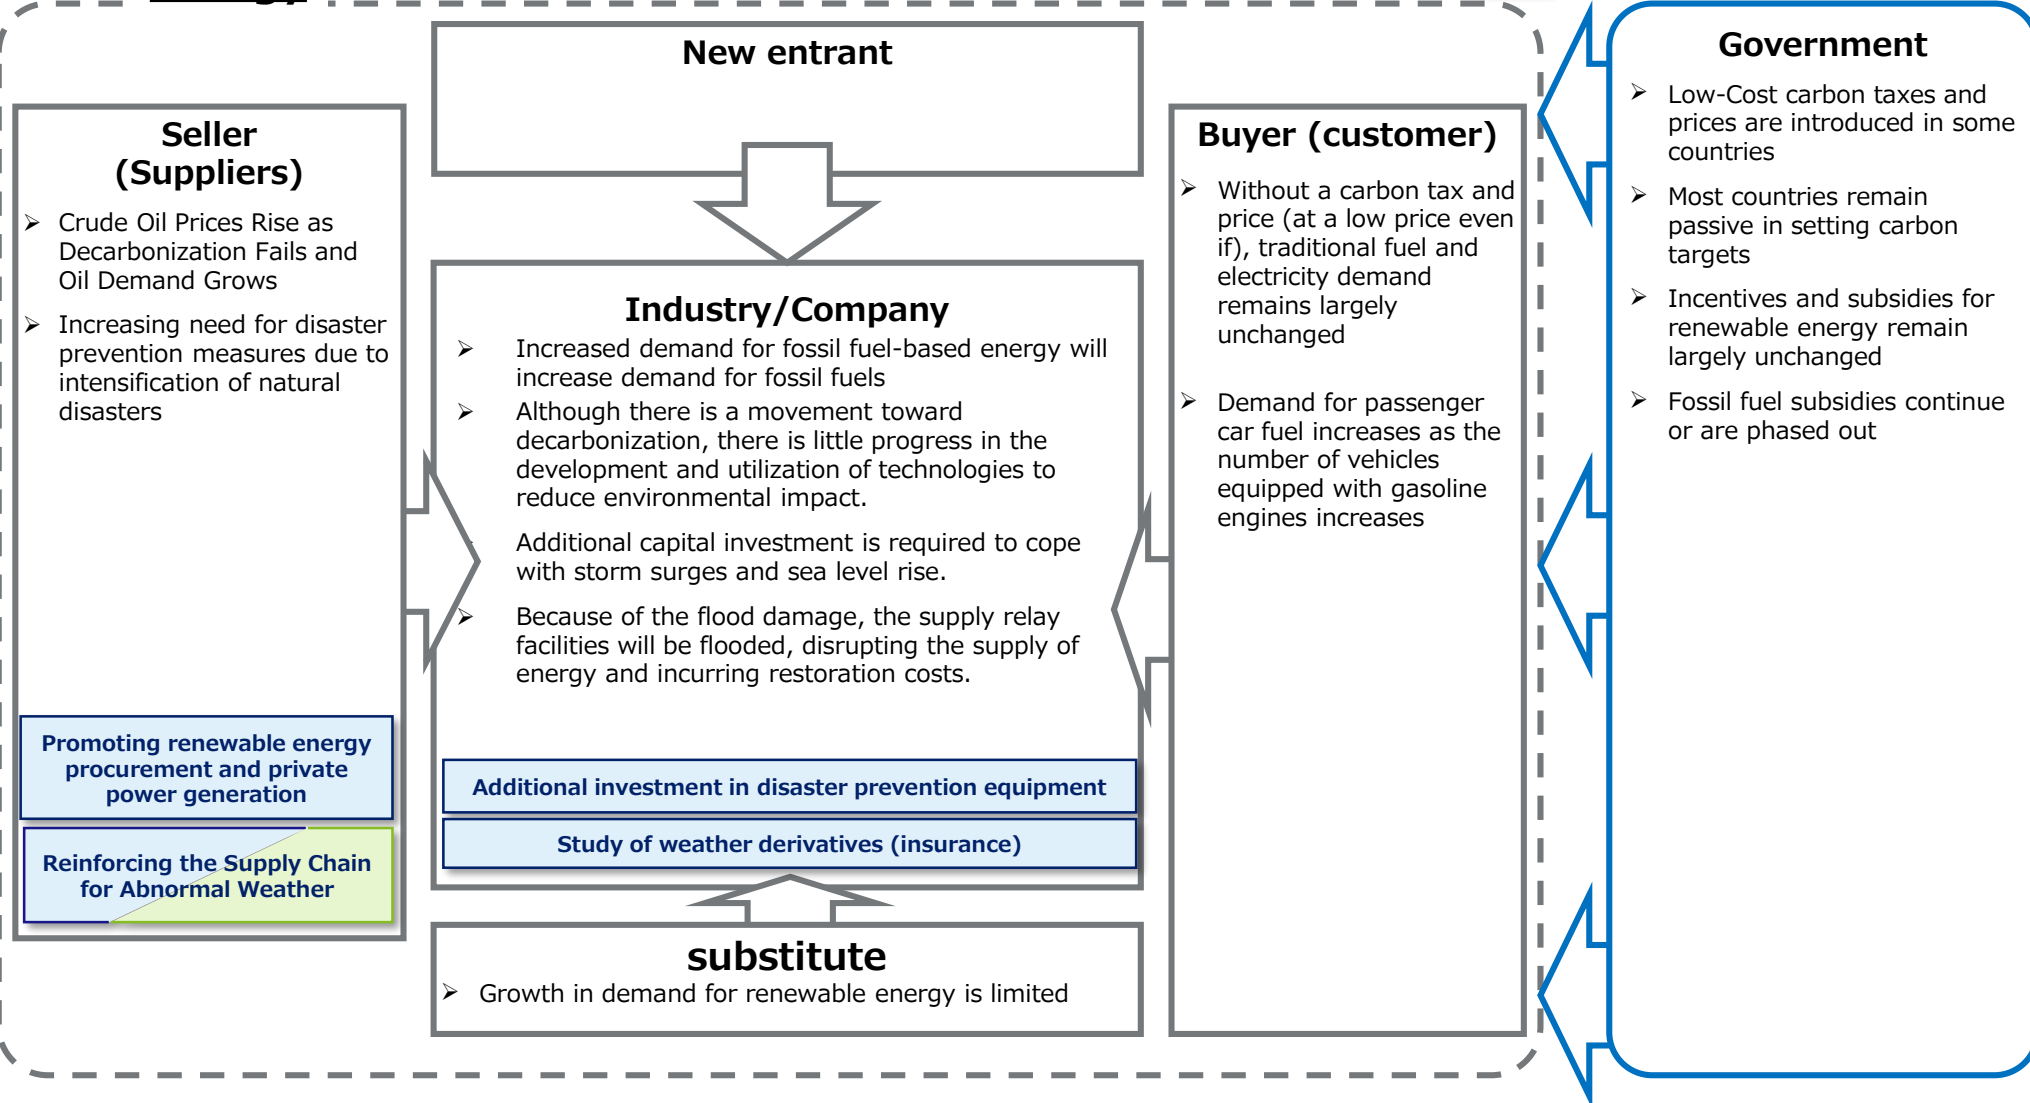 New entrant
Seller
(Suppliers)
➢ Crude Oil Prices Rise as
Decarbonization Fails and
Oil Demand Grows
➢ Increasing need for disaster
prevention measures due to
intensification of natural
disasters
Promoting renewable energy
procurement and private
power generation
Reinforcing the Supply Chain
for Abnormal Weather
Industry/Company
➢ Increased demand for fossil fuel-based energy will
increase demand for fossil fuels
➢ Although there is a movement toward
decarbonization, there is little progress in the
development and utilization of technologies to
reduce environmental impact.
Additional capital investment is required to cope
with storm surges and sea level rise.
➢ Because of the flood damage, the supply relay
facilities will be flooded, disrupting the supply of
energy and incurring restoration costs.
Additional investment in disaster prevention equipment
Study of weather derivatives (insurance)
substitute
➢ Growth in demand for renewable energy is limited
Buyer (customer)
➢ Without a carbon tax and
price (at a low price even
if), traditional fuel and
electricity demand
remains largely
unchanged
➢ Demand for passenger
car fuel increases as the
number of vehicles
equipped with gasoline
engines increases
Government
➢ Low-Cost carbon taxes and
prices are introduced in some
countries
➢ Most countries remain
passive in setting carbon
targets
➢ Incentives and subsidies for
renewable energy remain
largely unchanged
➢ Fossil fuel subsidies continue
or are phased out